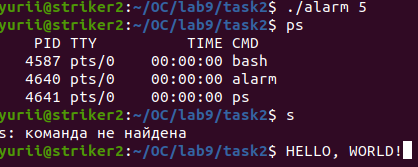 yurii@striker2:~/OC/lab9/task2$ ./alarm 5
yurii@striker2:~/OC/lab9/task2$ ps
    PID TTY          TIME CMD
   4587 pts/0    00:00:00 bash
   4640 pts/0    00:00:00 alarm
   4641 pts/0    00:00:00 ps
yurii@striker2:~/OC/lab9/task2$ s
s: команда не найдена
yurii@striker2:~/OC/lab9/task2$ HELLO, WORLD!